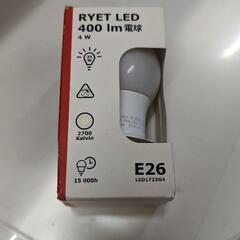 RYET LED
400 lm 電球
4 W
2700
Kelvin
15 000h
E26
LED1723G4